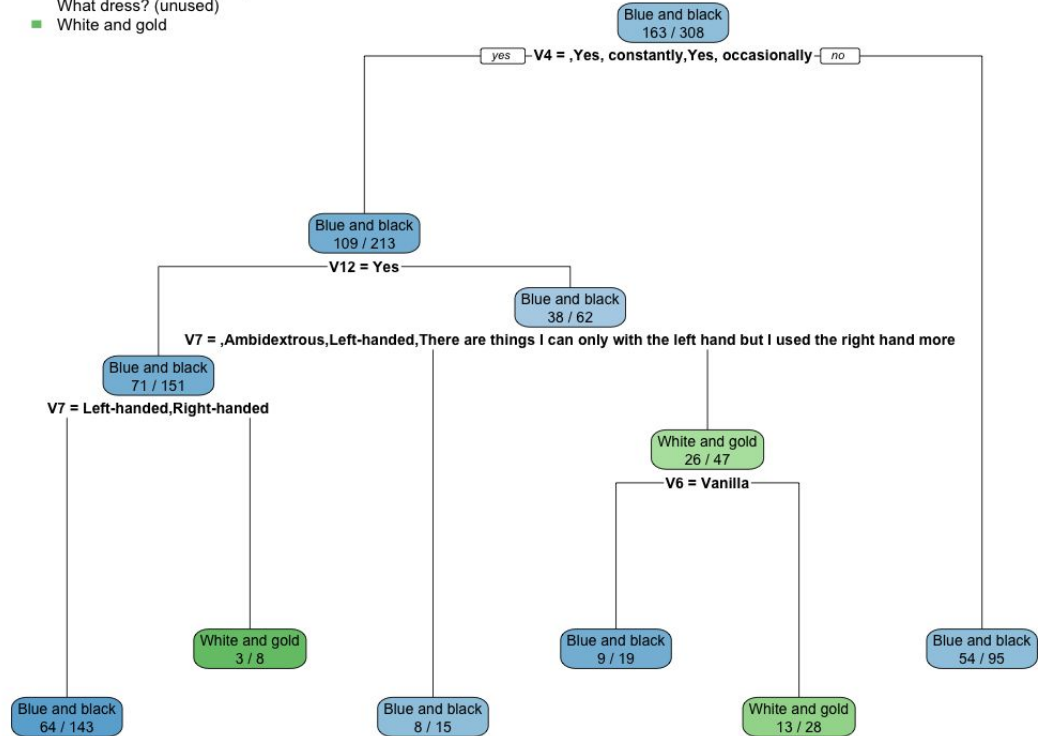 What dress? (unused)
White and gold
Blue and black
163 / 308
yes
V4 = ,Yes, constantly,Yes, occasionally
no
Blue and black
109 / 213
V12 = Yes
Blue and black
38 / 62
V7 = ,Ambidextrous,Left-handed,There are things I can only with the left hand but I used the right hand more
Blue and black
71 / 151
V7 = Left-handed,Right-handed
White and gold
26 / 47
V6 = Vanilla
White and gold
3 / 8
Blue and black
9 / 19
Blue and black
54 / 95
Blue and black
64 / 143
Blue and black
8 / 15
White and gold
13 / 28